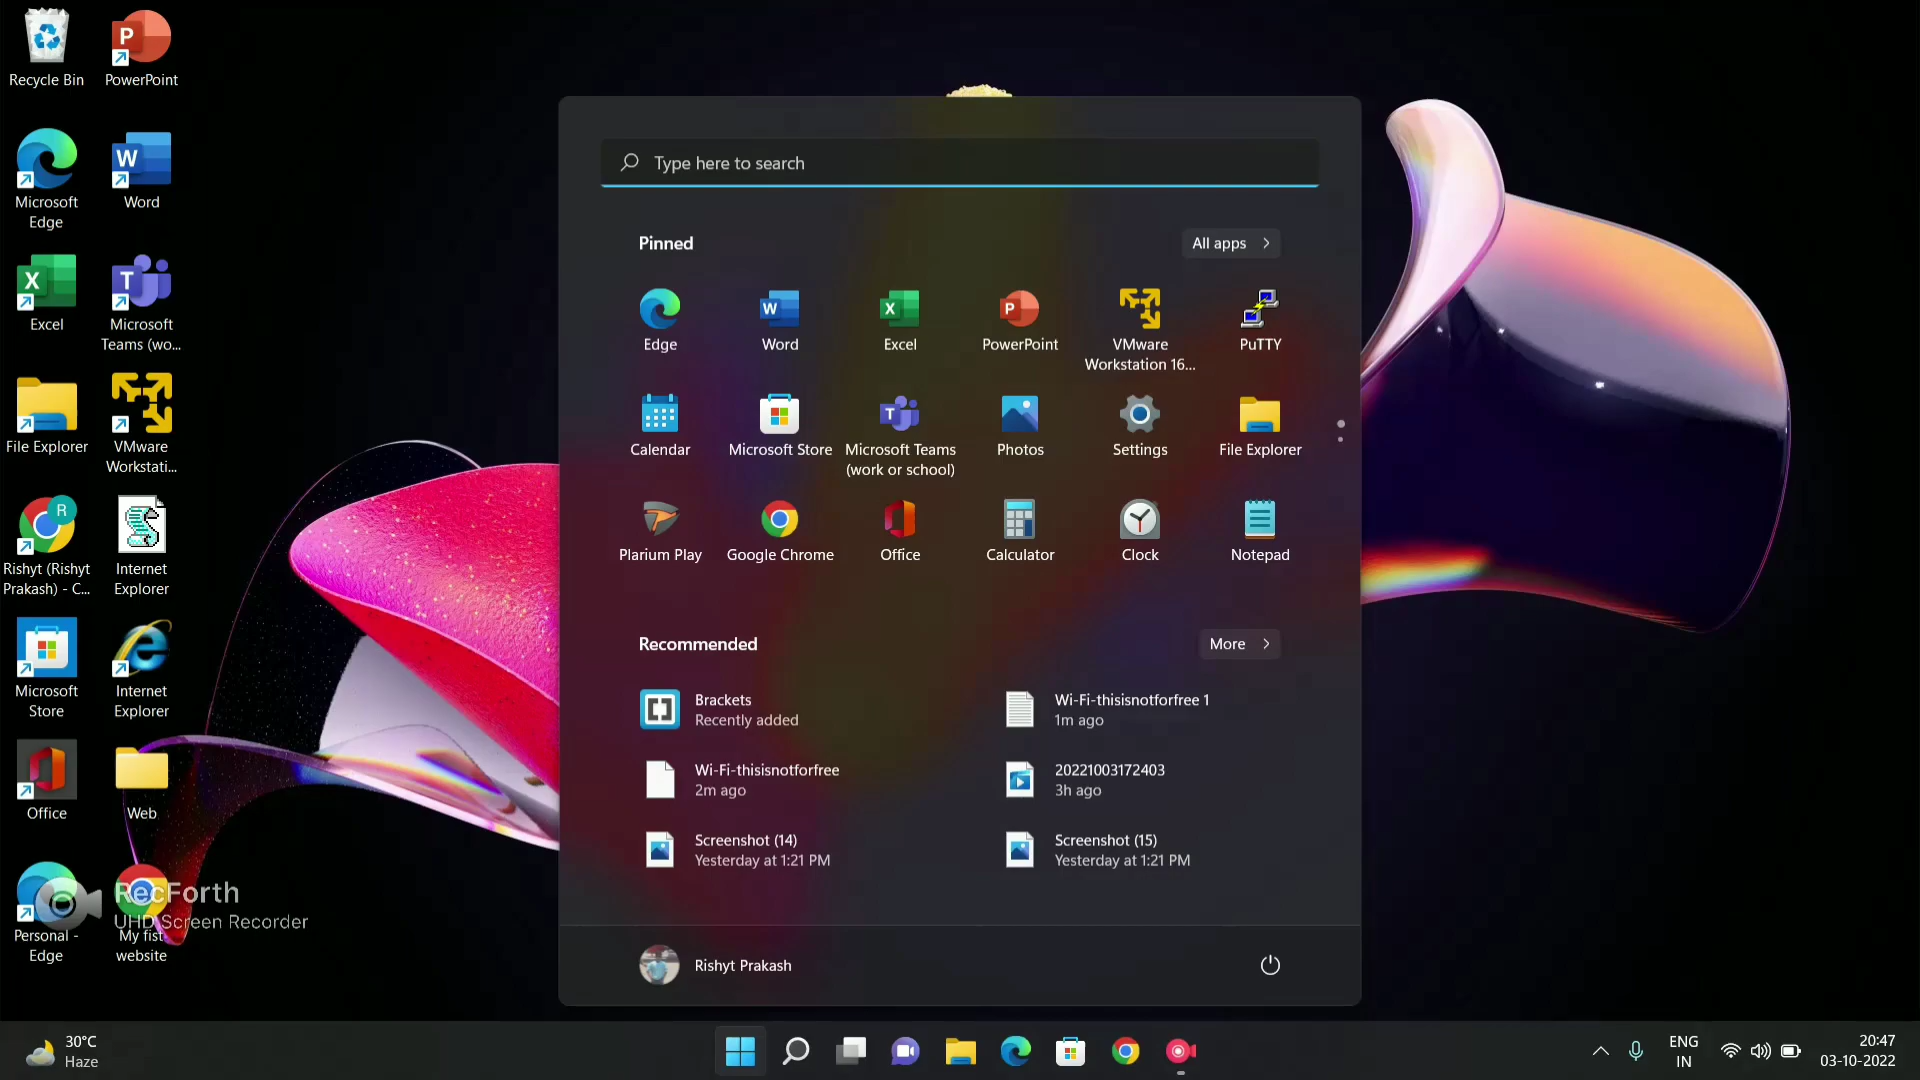 Recycle Bin
PowerPoint
Microsoft
Edge
Word
Excel
Microsoft
Teams (wo...
File Explorer
VMware
Workstati...
R
Rishyt (Rishyt
Prakash) - C...
Internet
Explorer
Microsoft
Store
Internet
Explorer
Office
Web
Personal -
Edge
My fist
website
RecForth
UHD Screen Recorder
Type here to search
Pinned
All apps
Edge
Word
Excel
PowerPoint
VMware
Workstation 16...
PuTTY
Calendar
Microsoft Store
Microsoft Teams
(work or school)
Photos
Settings
File Explorer
Plarium Play
Google Chrome
Office
Calculator
Clock
Notepad
Recommended
More
Brackets
Recently added
Wi-Fi-thisisnotforfree 1
1m ago
Wi-Fi-thisisnotforfree
2m ago
20221003172403
3h ago
Screenshot (14)
Yesterday at 1:21 PM
Screenshot (15)
Yesterday at 1:21 PM
Rishyt Prakash
30°C
Haze
ENG
IN
20:47
03-10-2022